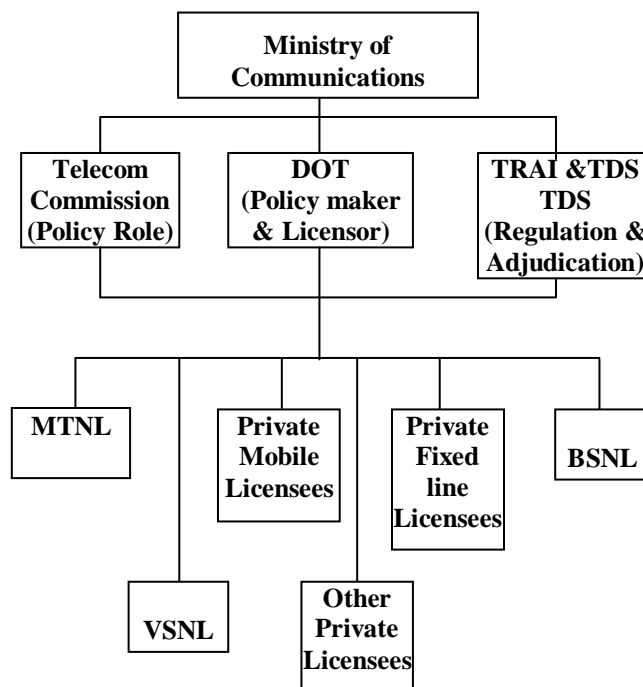 Ministry of
Communications
Telecom
Commission
(Policy Role)
DOT
(Policy maker
& Licensor)
TRAI &TDS
TDS
(Regulation &
Adjudication)
MTNL
Private
Mobile
Licensees
Private
Fixed
line
Licensees
BSNL
VSNL
Other
Private
Licensees